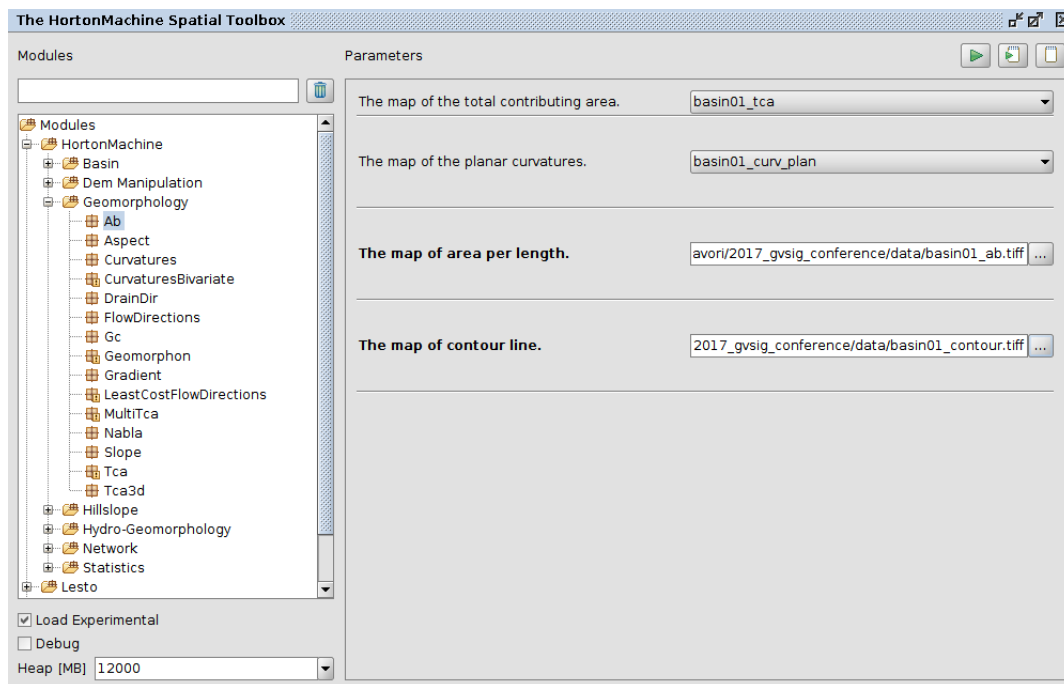 The HortonMachine Spatial Toolbox
Modules
Parameters
Modules
HortonMachine
Basin
Dem Manipulation
Geomorphology
Ab
Aspect
Curvatures
CurvaturesBivariate
DrainDir
FlowDirections
Gc
Geomorphon
Gradient
LeastCostFlowDirections
MultiTca
Nabla
Slope
Tca
Tca3d
Hillslope
Hydro-Geomorphology
Network
Statistics
Lesto
Load Experimental
Debug
Heap [MB] 12000
The map of the total contributing area. basin01_tca
The map of the planar curvatures. basin01_curv_plan
The map of area per length. avori/2017_gvsig_conference/data/basin01_ab.tiff ...
The map of contour line. 2017_gvsig_conference/data/basin01_contour.tiff ...